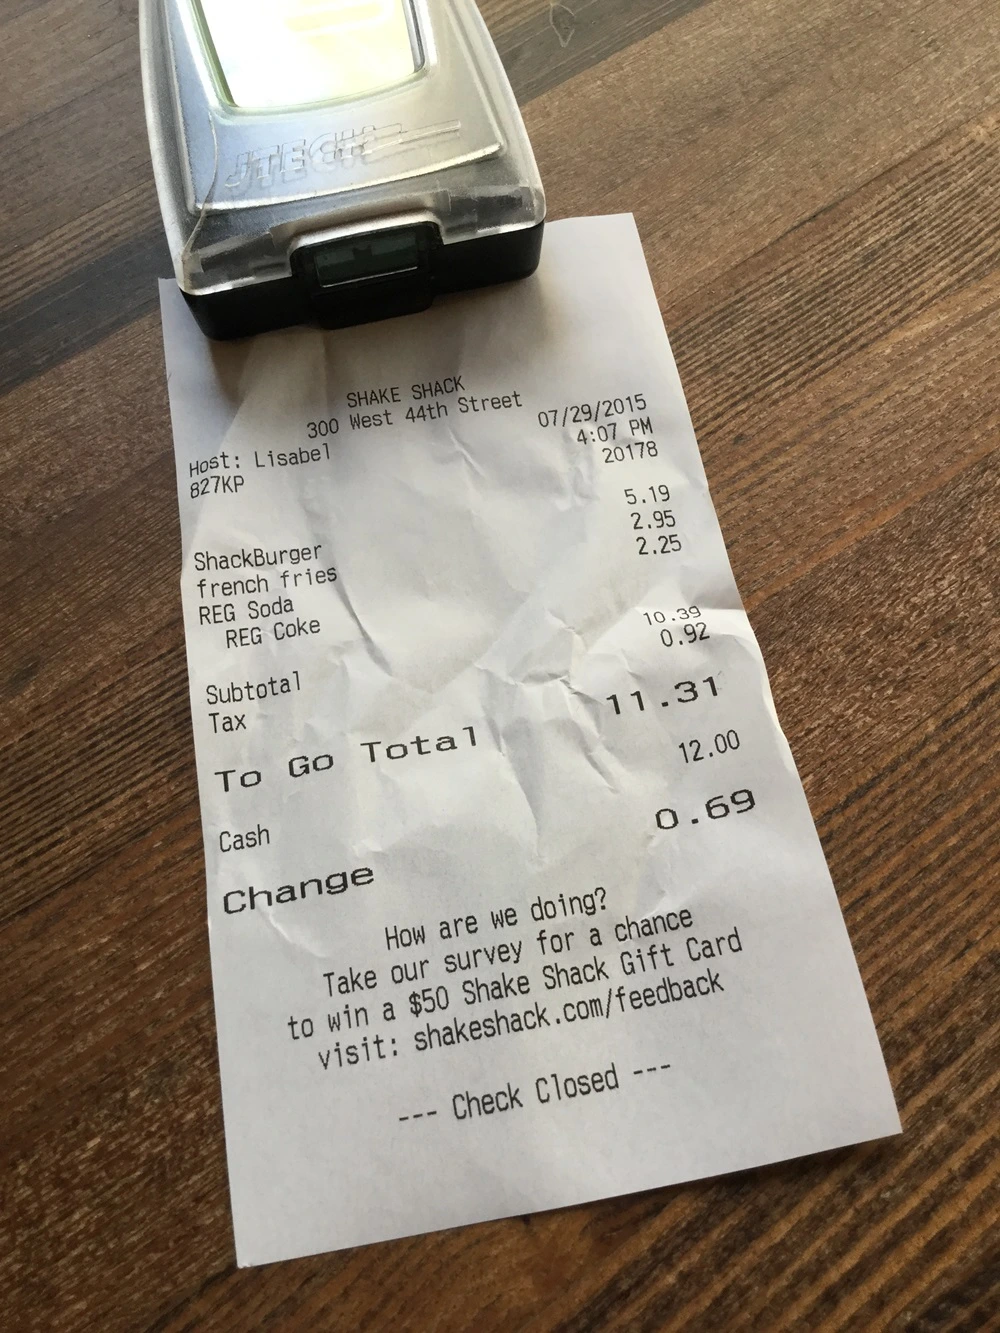 JTECH
SHAKE SHACK
300 West 44th Street
Host: Lisabel 07/29/2015
827KP 4:07 PM
20178
ShackBurger 5.19
french fries 2.95
REG Soda 2.25
REG Coke
Subtotal 10.39
Tax 0.92
To Go Total 11.31
Cash 12.00
Change 0.69
How are we doing?
Take our survey for a chance
to win a $50 Shake Shack Gift Card
visit: shakeshack.com/feedback
--- Check Closed ---